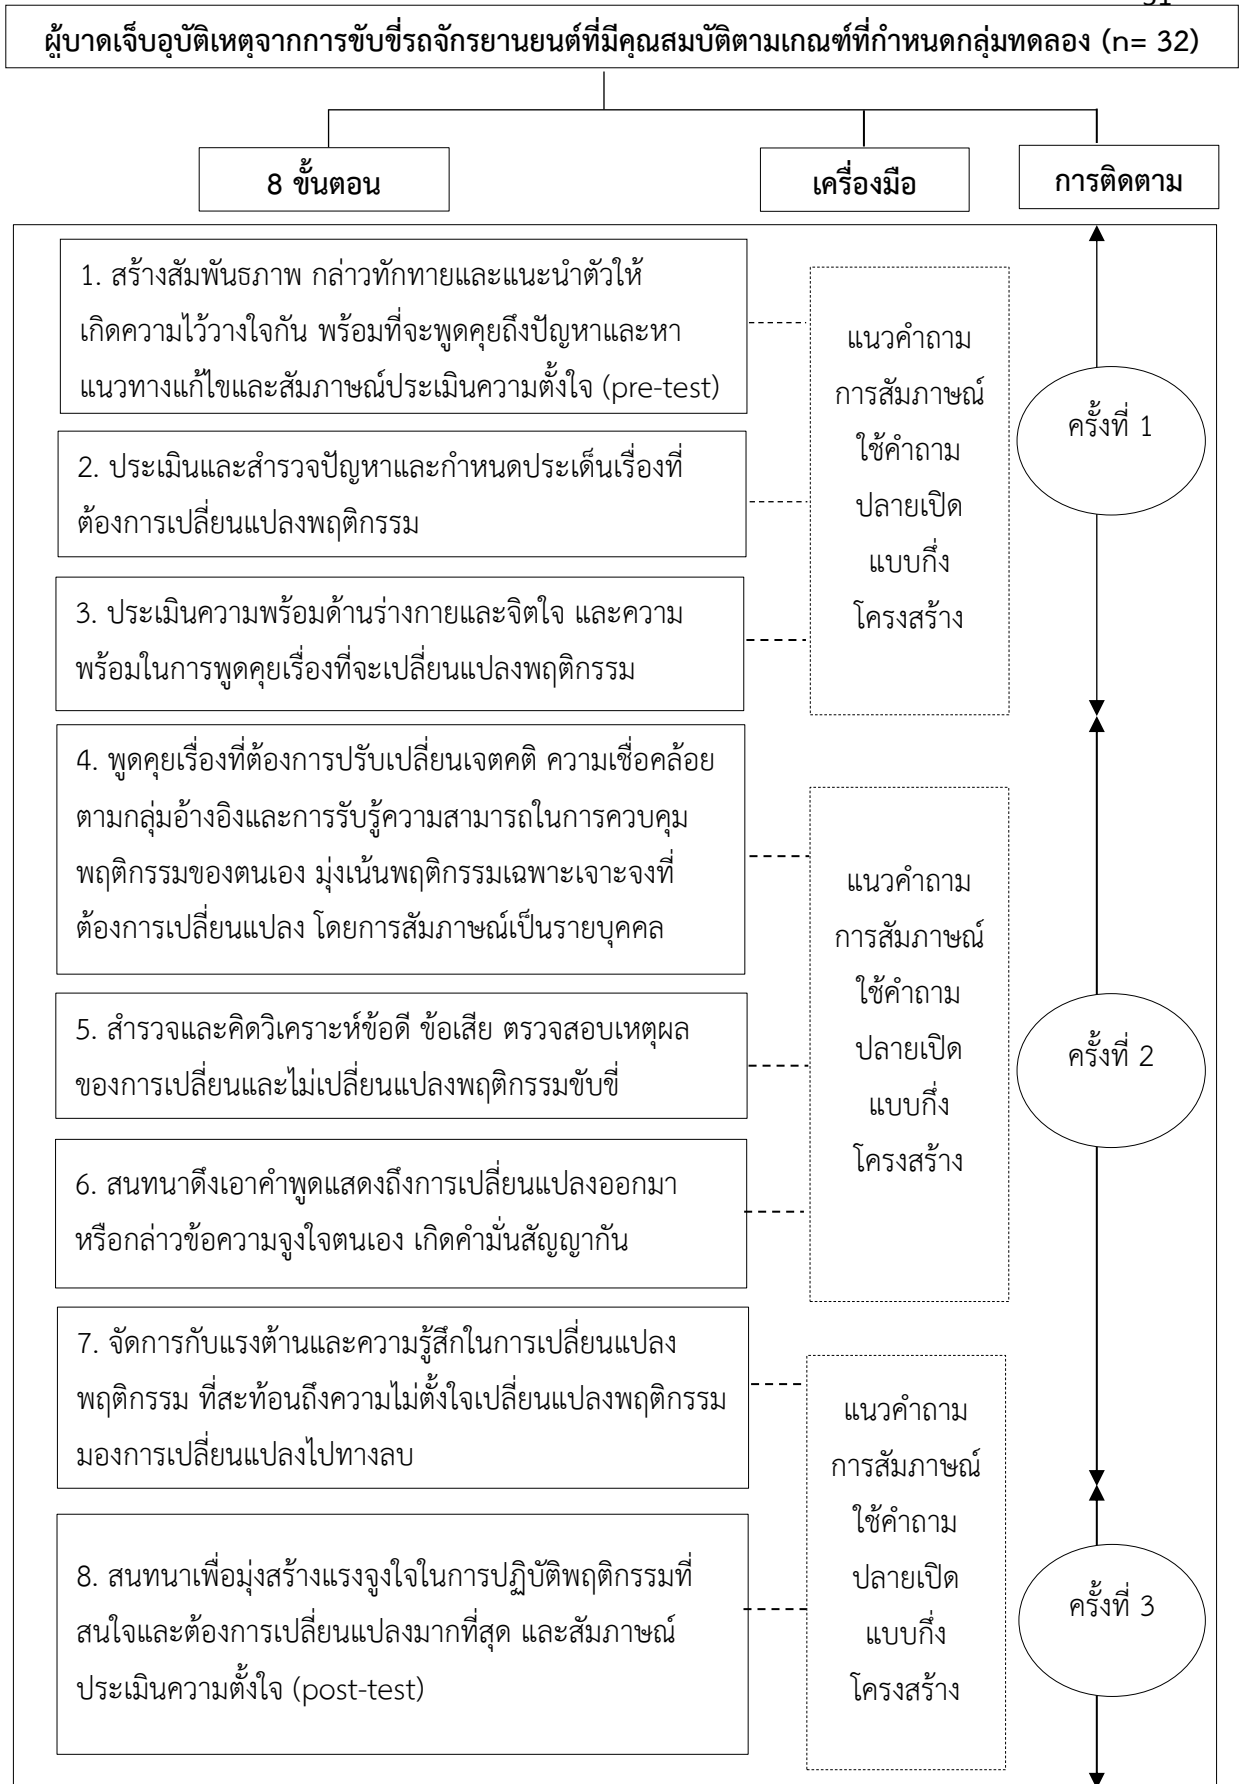 ผู้บาดเจ็บอุบัติเหตุจากการขับขี่รถจักรยานยนต์ที่มีคุณสมบัติตามเกณฑ์ที่กำหนดกลุ่มทดลอง (n= 32)
8 ขั้นตอน
เครื่องมือ
การติดตาม
1. สร้างสัมพันธภาพ กล่าวทักทายและแนะนำตัวให้
เกิดความไว้วางใจกัน พร้อมที่จะพูดคุยถึงปัญหาและหา
แนวทางแก้ไขและสัมภาษณ์ประเมินความตั้งใจ (pre-test)
2. ประเมินและสำรวจปัญหาและกำหนดประเด็นเรื่องที่
ต้องการเปลี่ยนแปลงพฤติกรรม
3. ประเมินความพร้อมด้านร่างกายและจิตใจ และความ
พร้อมในการพูดคุยเรื่องที่จะเปลี่ยนแปลงพฤติกรรม
แนวคำถาม
การสัมภาษณ์
ใช้คำถาม
ปลายเปิด
แบบกึ่ง
โครงสร้าง
ครั้งที่ 1
4. พูดคุยเรื่องที่ต้องการปรับเปลี่ยนเจตคติ ความเชื่อคล้อย
ตามกลุ่มอ้างอิงและการรับรู้ความสามารถในการควบคุม
พฤติกรรมของตนเอง มุ่งเน้นพฤติกรรมเฉพาะเจาะจงที่
ต้องการเปลี่ยนแปลง โดยการสัมภาษณ์เป็นรายบุคคล
5. สำรวจและคิดวิเคราะห์ข้อดี ข้อเสีย ตรวจสอบเหตุผล
ของการเปลี่ยนและไม่เปลี่ยนแปลงพฤติกรรมขับขี่
6. สนทนาดึงเอาคำพูดแสดงถึงการเปลี่ยนแปลงออกมา
หรือกล่าวข้อความจูงใจตนเอง เกิดคำมั่นสัญญากัน
แนวคำถาม
การสัมภาษณ์
ใช้คำถาม
ปลายเปิด
แบบกึ่ง
โครงสร้าง
ครั้งที่ 2
7. จัดการกับแรงต้านและความรู้สึกในการเปลี่ยนแปลง
พฤติกรรม ที่สะท้อนถึงความไม่ตั้งใจเปลี่ยนแปลงพฤติกรรม
มองการเปลี่ยนแปลงไปทางลบ
8. สนทนาเพื่อมุ่งสร้างแรงจูงใจในการปฏิบัติพฤติกรรมที่
สนใจและต้องการเปลี่ยนแปลงมากที่สุด และสัมภาษณ์
ประเมินความตั้งใจ (post-test)
แนวคำถาม
การสัมภาษณ์
ใช้คำถาม
ปลายเปิด
แบบกึ่ง
โครงสร้าง
ครั้งที่ 3